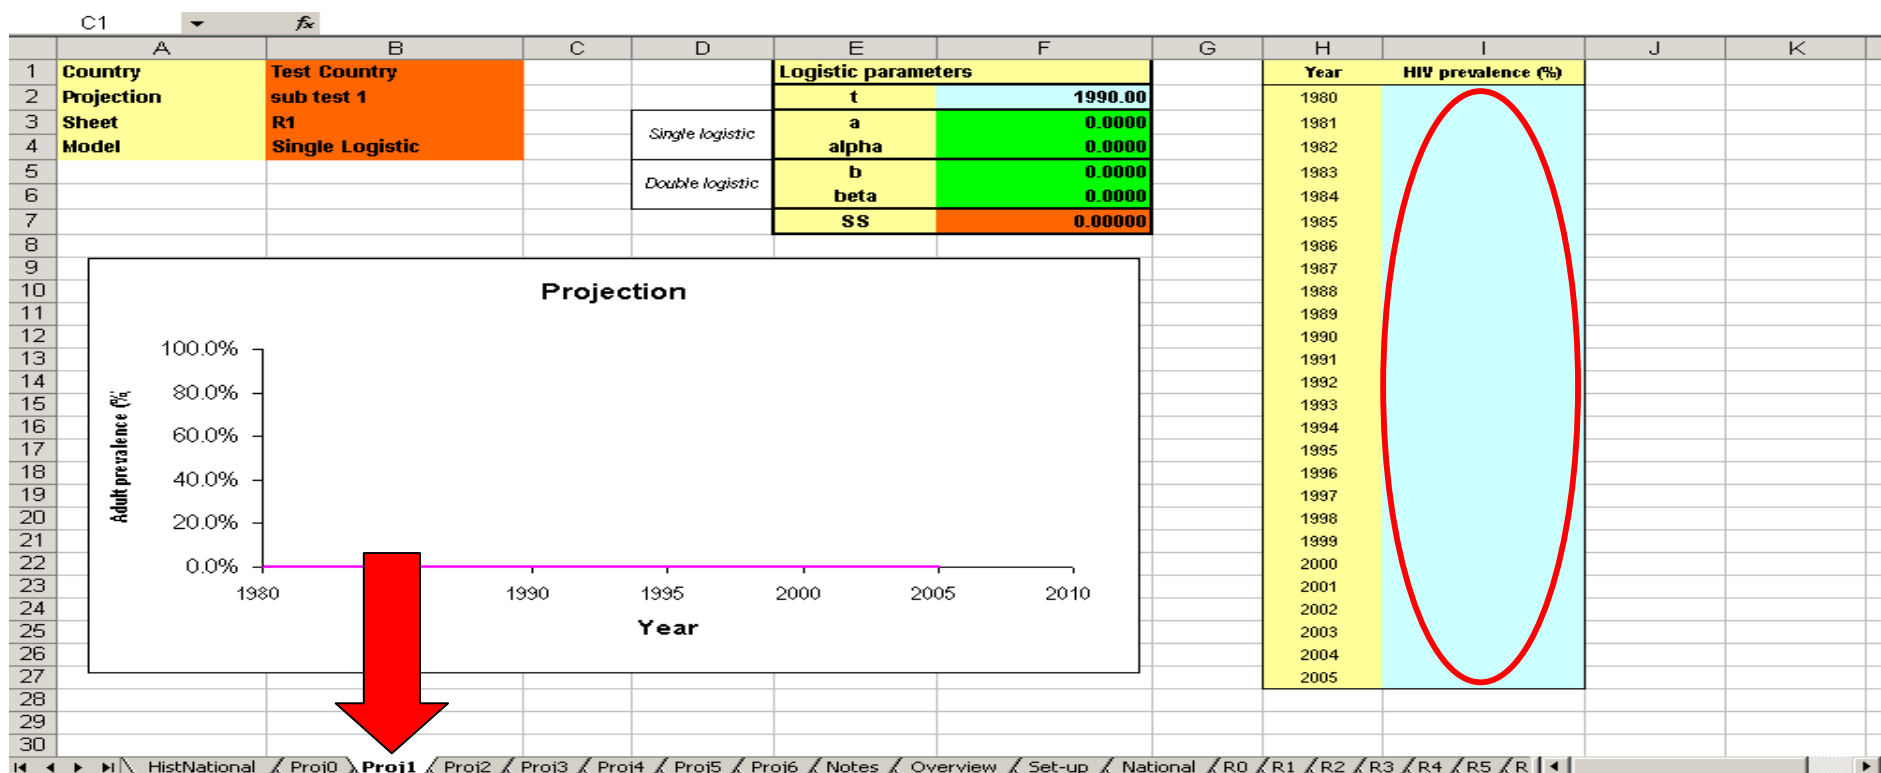 C1 fx
A B C D E F G H I J K
1 Country Test Country Logistic parameters Year HIV prevalence (%)
2 Projection sub test 1 t 1990.00 1980
3 Sheet R1 a 0.0000 1981
Single logistic
4 Model Single Logistic alpha 0.0000 1982
5 b 0.0000 1983
Double logistic
6 beta 0.0000 1984
7 SS 0.00000 1985
8 1986
9 1987
10 Projection 1988
11 1989
12 1990
13 100.0% 1991
14 1992
15 80.0% 1993
16 1994
17 60.0% 1995
18 1996
19 40.0% 1997
20 20.0% 1998
21 1999
22 0.0% 2000
23 2001
24 1980 1990 1995 2000 2005 2010 2002
25 Year 2003
26 2004
27 2005
28
29
30
Adult prevalence (%
HistNational Proj0 Proj1 Proj2 Proj3 Proj4 Proj5 Proj6 Notes Overview Set-up National R0 R1 R2 R3 R4 R5 R